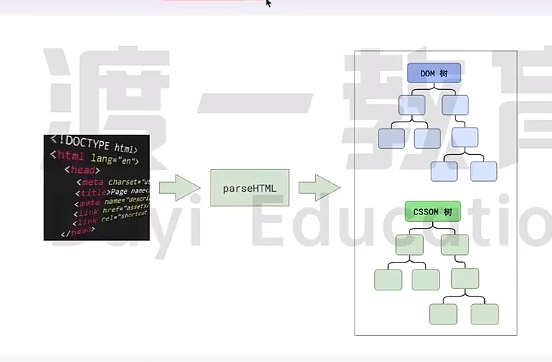 渡一教育
Duyi Education
<!DOCTYPE html>
<html lang="en">
<head>
<meta charset="u
<title>Page name
<meta name="descri
<link href="assets/
<link rel="shortcut
</head>
parseHTML
DOM 树
CSSOM 树